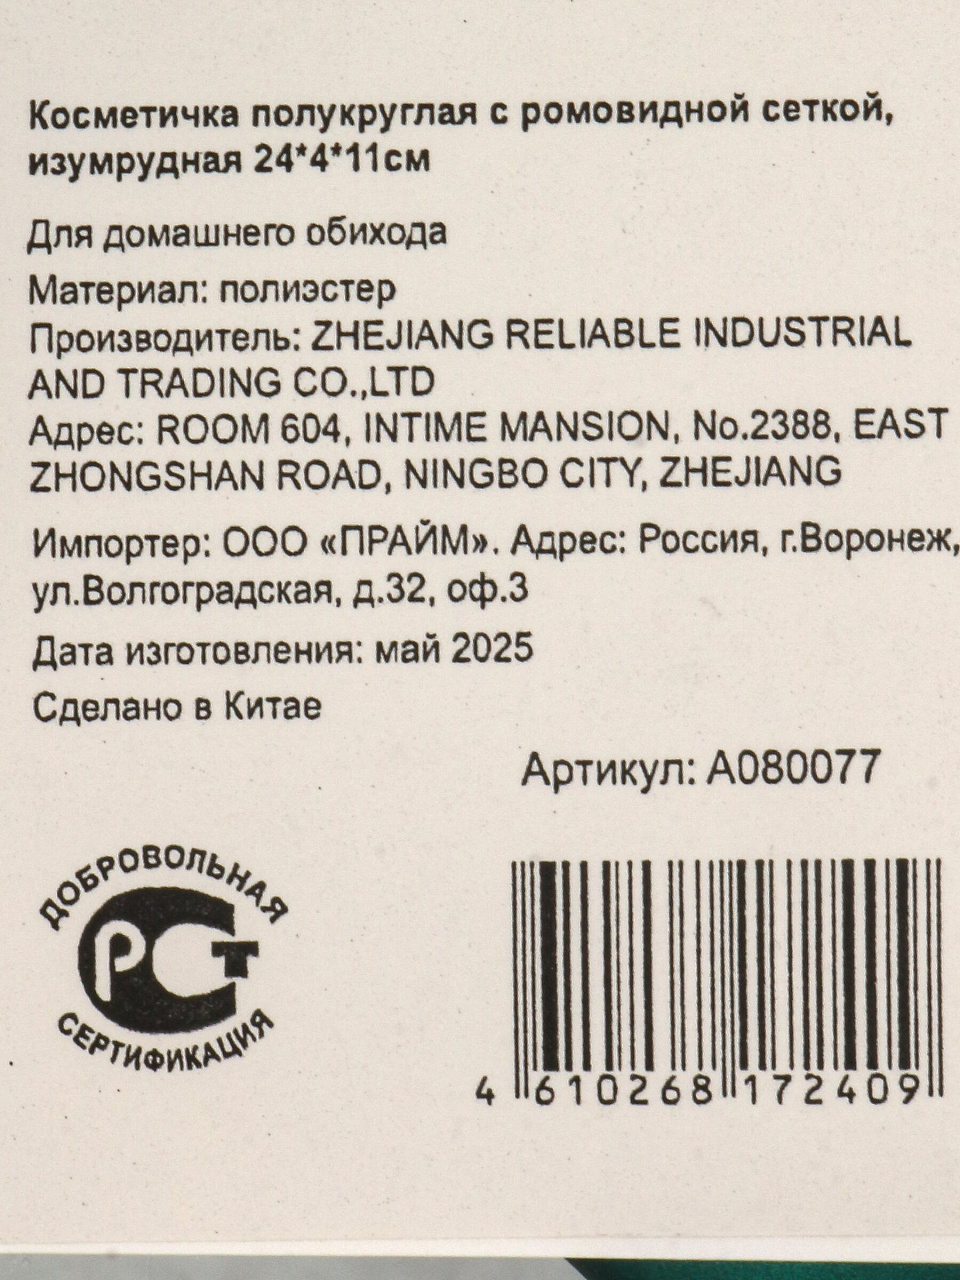 Косметичка полукруглая с ромовидной сеткой,
изумрудная 24*4*11см
Для домашнего обихода
Материал: полиэстер
Производитель: ZHEJIANG RELIABLE INDUSTRIAL
AND TRADING CO.,LTD
Адрес: ROOM 604, INTIME MANSION, No.2388, EAST
ZHONGSHAN ROAD, NINGBO CITY, ZHEJIANG
Импортер: ООО «ПРАЙМ». Адрес: Россия, г.Воронеж,
ул.Волгоградская, д.32, оф.3
Дата изготовления: май 2025
Сделано в Китае
Артикул: А080077
ДОБРОВОЛЬНАЯ
РСТ
СЕРТИФИКАЦИЯ
4 610268 172409